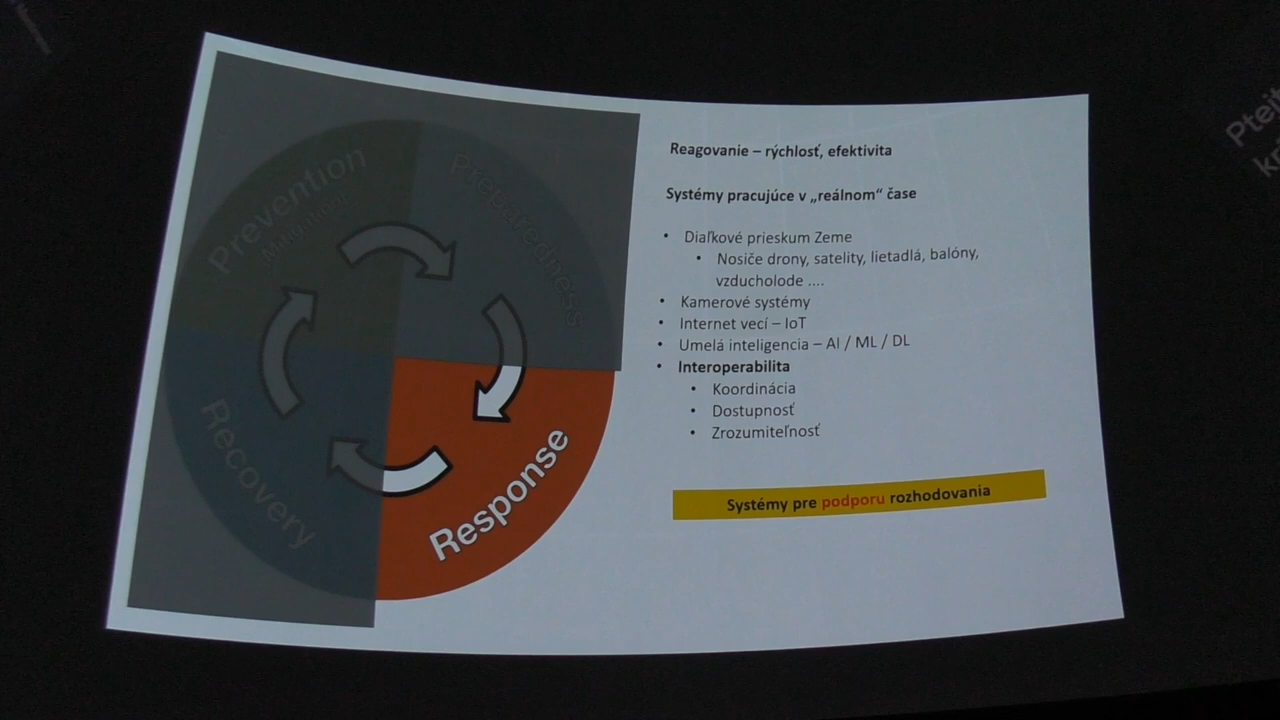 Prevention
Preparedness
Recovery
Response
Reagovanie – rýchlosť, efektivita
Systémy pracujúce v „reálnom“ čase
• Diaľkové prieskum Zeme
• Nosiče drony, satelity, lietadlá, balóny,
vzducholode ....
• Kamerové systémy
• Internet vecí – IoT
• Umelá inteligencia – AI / ML / DL
• Interoperabilita
• Koordinácia
• Dostupnosť
• Zrozumiteľnosť
Systémy pre podporu rozhodovania